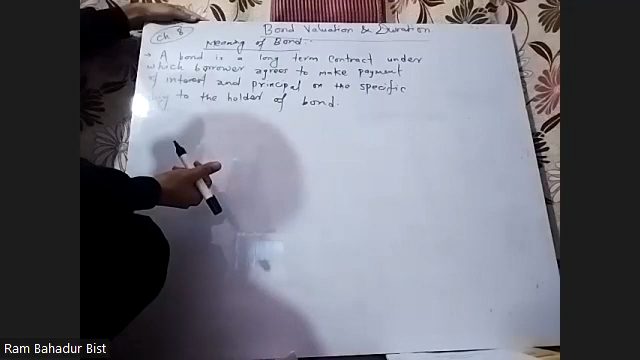 Ch. 8
Bond Valuation & Duration
Meaning of Bond:-
→ A bond is a long term contract under
which borrower agrees to make payment
of interest and principal on the specific
to the holder of bond.
Ram Bahadur Bist